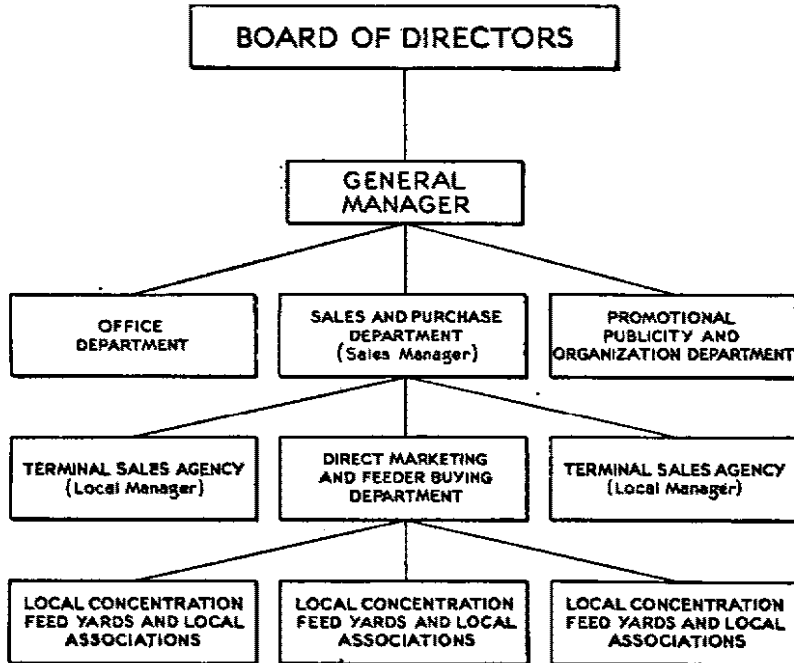 BOARD OF DIRECTORS
GENERAL
MANAGER
OFFICE
DEPARTMENT
SALES AND PURCHASE
DEPARTMENT
(Sales Manager)
PROMOTIONAL
PUBLICITY AND
ORGANIZATION DEPARTMENT
TERMINAL SALES AGENCY
(Local Manager)
DIRECT MARKETING
AND FEEDER BUYING
DEPARTMENT
TERMINAL SALES AGENCY
(Local Manager)
LOCAL CONCENTRATION
FEED YARDS AND LOCAL
ASSOCIATIONS
LOCAL CONCENTRATION
FEED YARDS AND LOCAL
ASSOCIATIONS
LOCAL CONCENTRATION
FEED YARDS AND LOCAL
ASSOCIATIONS